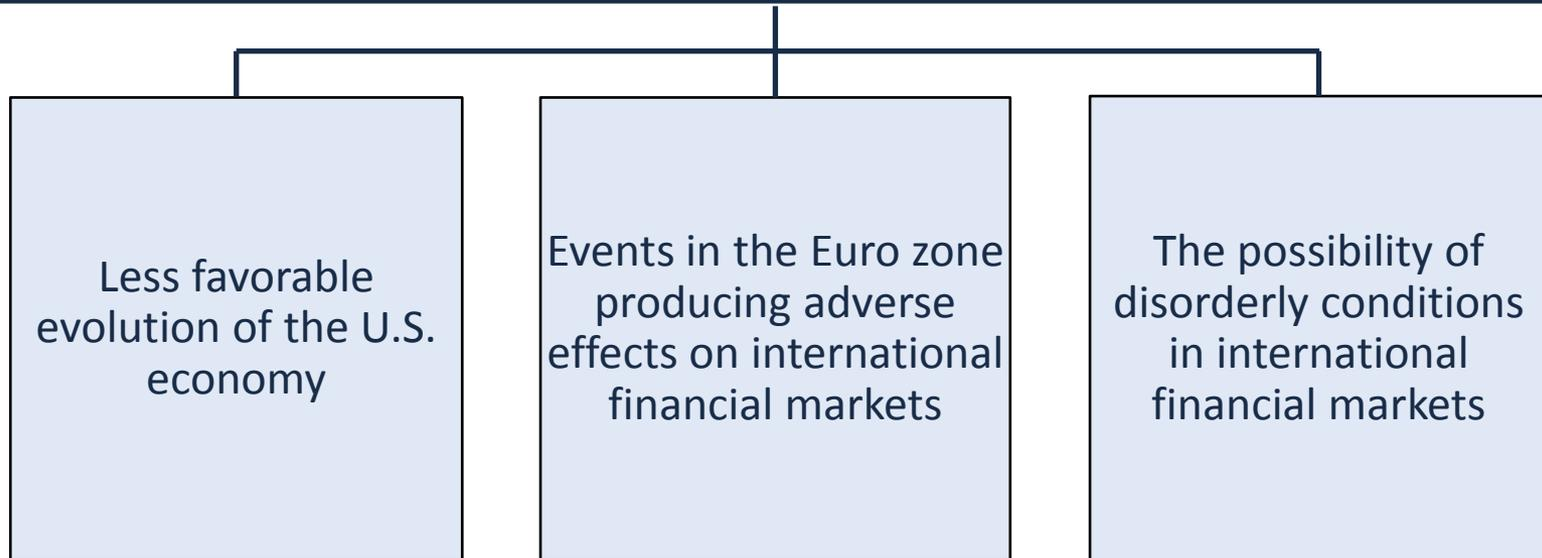 Less favorable
evolution of the U.S.
economy
Events in the Euro zone
producing adverse
effects on international
financial markets
The possibility of
disorderly conditions
in international
financial markets